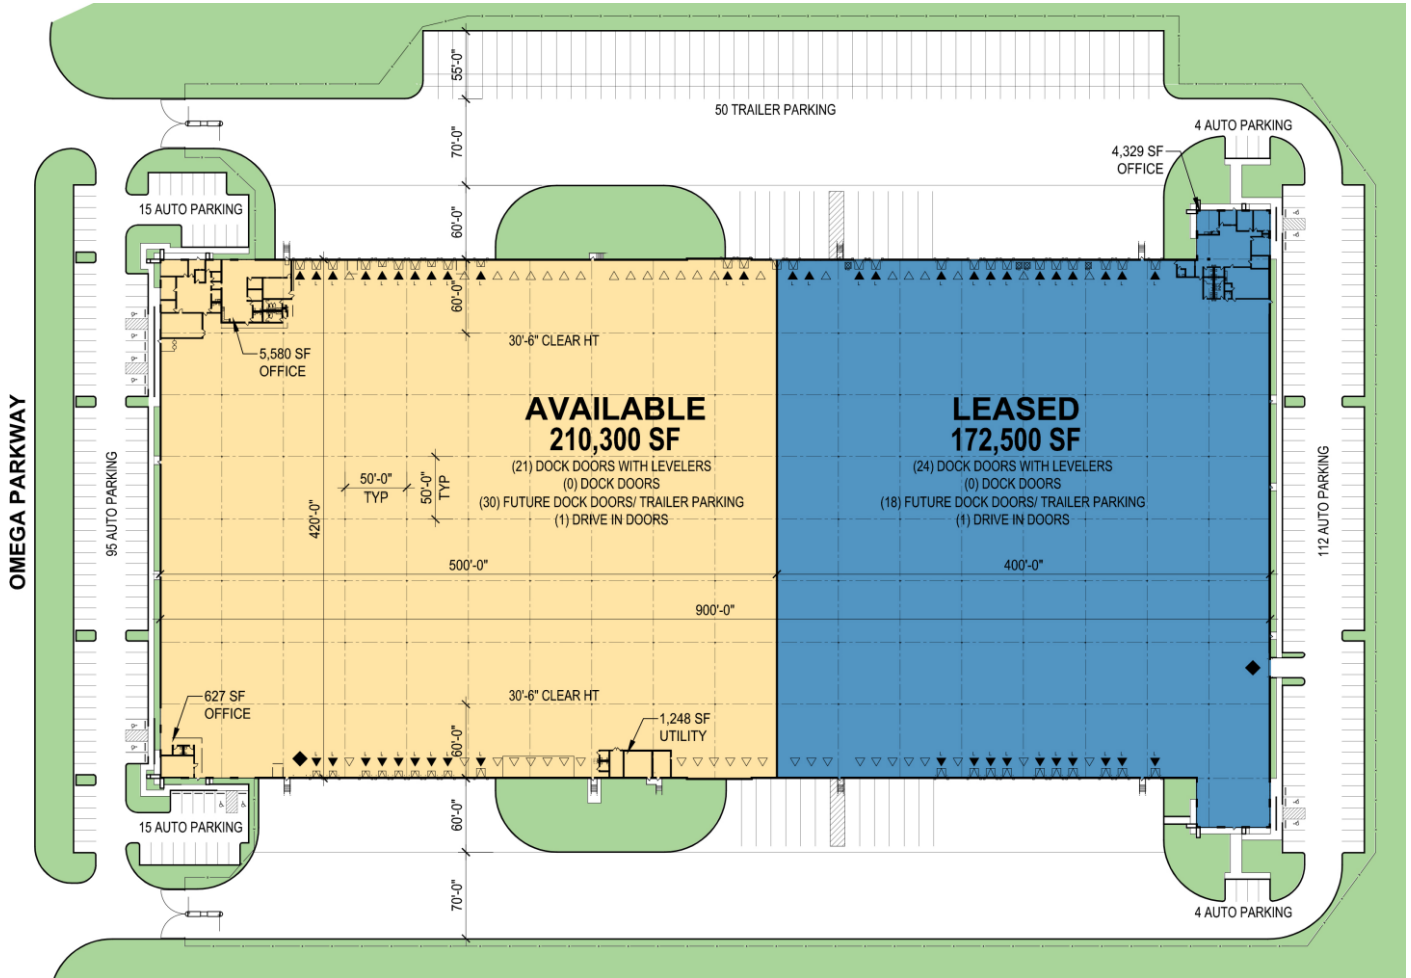 55'-0"
50 TRAILER PARKING
70'-0"
4 AUTO PARKING
4,329 SF
OFFICE
15 AUTO PARKING
60'-0"
60'-0"
30'-6" CLEAR HT
5,580 SF
OFFICE
AVAILABLE
210,300 SF
(21) DOCK DOORS WITH LEVELERS
(0) DOCK DOORS
(30) FUTURE DOCK DOORS/ TRAILER PARKING
(1) DRIVE IN DOORS
LEASED
172,500 SF
(24) DOCK DOORS WITH LEVELERS
(0) DOCK DOORS
(18) FUTURE DOCK DOORS/ TRAILER PARKING
(1) DRIVE IN DOORS
50'-0"
TYP
50'-0"
TYP
OMEGA PARKWAY
95 AUTO PARKING
420'-0"
112 AUTO PARKING
500'-0"
400'-0"
900'-0"
627 SF
OFFICE
30'-6" CLEAR HT
1,248 SF
UTILITY
60'-0"
60'-0"
15 AUTO PARKING
70'-0"
4 AUTO PARKING